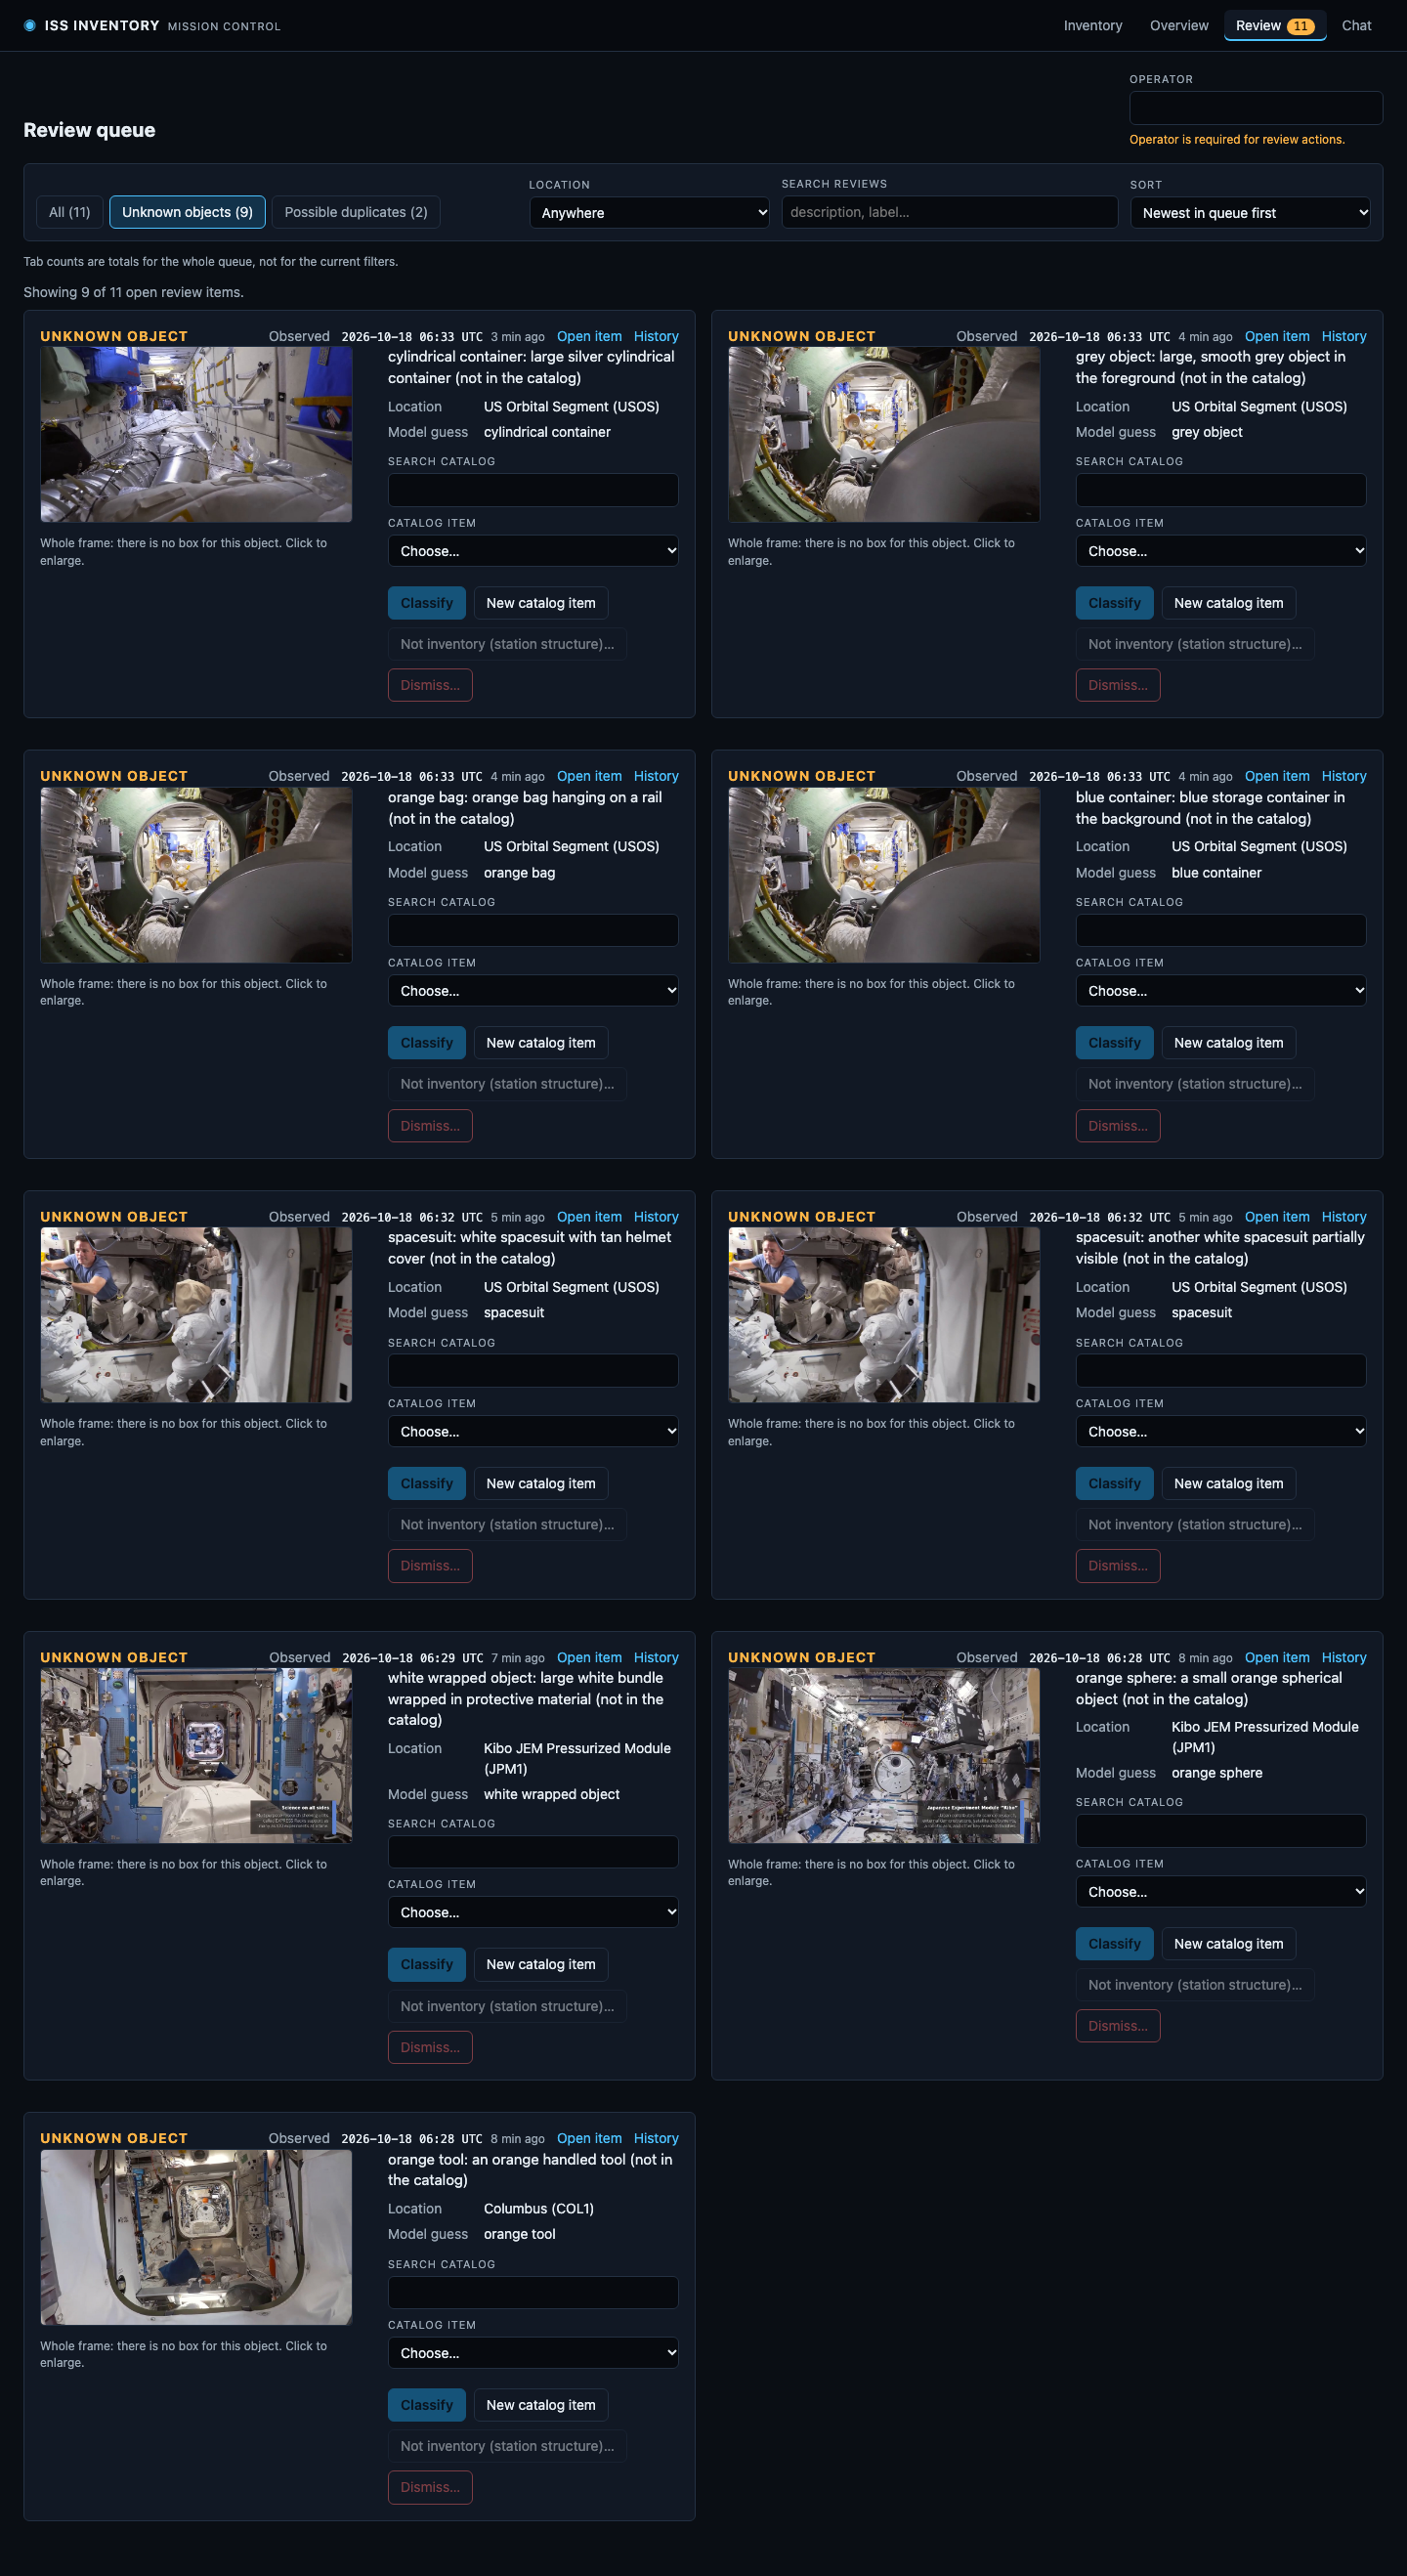 ISS INVENTORY MISSION CONTROL
Inventory Overview Review 11 Chat
OPERATOR
Review queue
Operator is required for review actions.
LOCATION SEARCH REVIEWS SORT
All (11) Unknown objects (9) Possible duplicates (2) Anywhere description, label... Newest in queue first
Tab counts are totals for the whole queue, not for the current filters.
Showing 9 of 11 open review items.
UNKNOWN OBJECT Observed 2026-10-18 06:33 UTC 3 min ago Open item History
cylindrical container: large silver cylindrical
container (not in the catalog)
Location US Orbital Segment (USOS)
Model guess cylindrical container
SEARCH CATALOG
CATALOG ITEM
Choose...
Whole frame: there is no box for this object. Click to
enlarge.
Classify New catalog item
Not inventory (station structure)...
Dismiss...
UNKNOWN OBJECT Observed 2026-10-18 06:33 UTC 4 min ago Open item History
grey object: large, smooth grey object in
the foreground (not in the catalog)
Location US Orbital Segment (USOS)
Model guess grey object
SEARCH CATALOG
CATALOG ITEM
Choose...
Whole frame: there is no box for this object. Click to
enlarge.
Classify New catalog item
Not inventory (station structure)...
Dismiss...
UNKNOWN OBJECT Observed 2026-10-18 06:33 UTC 4 min ago Open item History
orange bag: orange bag hanging on a rail
(not in the catalog)
Location US Orbital Segment (USOS)
Model guess orange bag
SEARCH CATALOG
CATALOG ITEM
Choose...
Whole frame: there is no box for this object. Click to
enlarge.
Classify New catalog item
Not inventory (station structure)...
Dismiss...
UNKNOWN OBJECT Observed 2026-10-18 06:33 UTC 4 min ago Open item History
blue container: blue storage container in
the background (not in the catalog)
Location US Orbital Segment (USOS)
Model guess blue container
SEARCH CATALOG
CATALOG ITEM
Choose...
Whole frame: there is no box for this object. Click to
enlarge.
Classify New catalog item
Not inventory (station structure)...
Dismiss...
UNKNOWN OBJECT Observed 2026-10-18 06:32 UTC 5 min ago Open item History
spacesuit: white spacesuit with tan helmet
cover (not in the catalog)
Location US Orbital Segment (USOS)
Model guess spacesuit
SEARCH CATALOG
CATALOG ITEM
Choose...
Whole frame: there is no box for this object. Click to
enlarge.
Classify New catalog item
Not inventory (station structure)...
Dismiss...
UNKNOWN OBJECT Observed 2026-10-18 06:32 UTC 5 min ago Open item History
spacesuit: another white spacesuit partially
visible (not in the catalog)
Location US Orbital Segment (USOS)
Model guess spacesuit
SEARCH CATALOG
CATALOG ITEM
Choose...
Whole frame: there is no box for this object. Click to
enlarge.
Classify New catalog item
Not inventory (station structure)...
Dismiss...
UNKNOWN OBJECT Observed 2026-10-18 06:29 UTC 7 min ago Open item History
white wrapped object: large white bundle
wrapped in protective material (not in the
catalog)
Location Kibo JEM Pressurized Module
(JPM1)
Model guess white wrapped object
Science on all sides
SEARCH CATALOG
CATALOG ITEM
Choose...
Whole frame: there is no box for this object. Click to
enlarge.
Classify New catalog item
Not inventory (station structure)...
Dismiss...
UNKNOWN OBJECT Observed 2026-10-18 06:28 UTC 8 min ago Open item History
orange sphere: a small orange spherical
object (not in the catalog)
Location Kibo JEM Pressurized Module
(JPM1)
Model guess orange sphere
Japanese Experiment Module "Kibo"
SEARCH CATALOG
CATALOG ITEM
Choose...
Whole frame: there is no box for this object. Click to
enlarge.
Classify New catalog item
Not inventory (station structure)...
Dismiss...
UNKNOWN OBJECT Observed 2026-10-18 06:28 UTC 8 min ago Open item History
orange tool: an orange handled tool (not in
the catalog)
Location Columbus (COL1)
Model guess orange tool
SEARCH CATALOG
CATALOG ITEM
Choose...
Whole frame: there is no box for this object. Click to
enlarge.
Classify New catalog item
Not inventory (station structure)...
Dismiss...